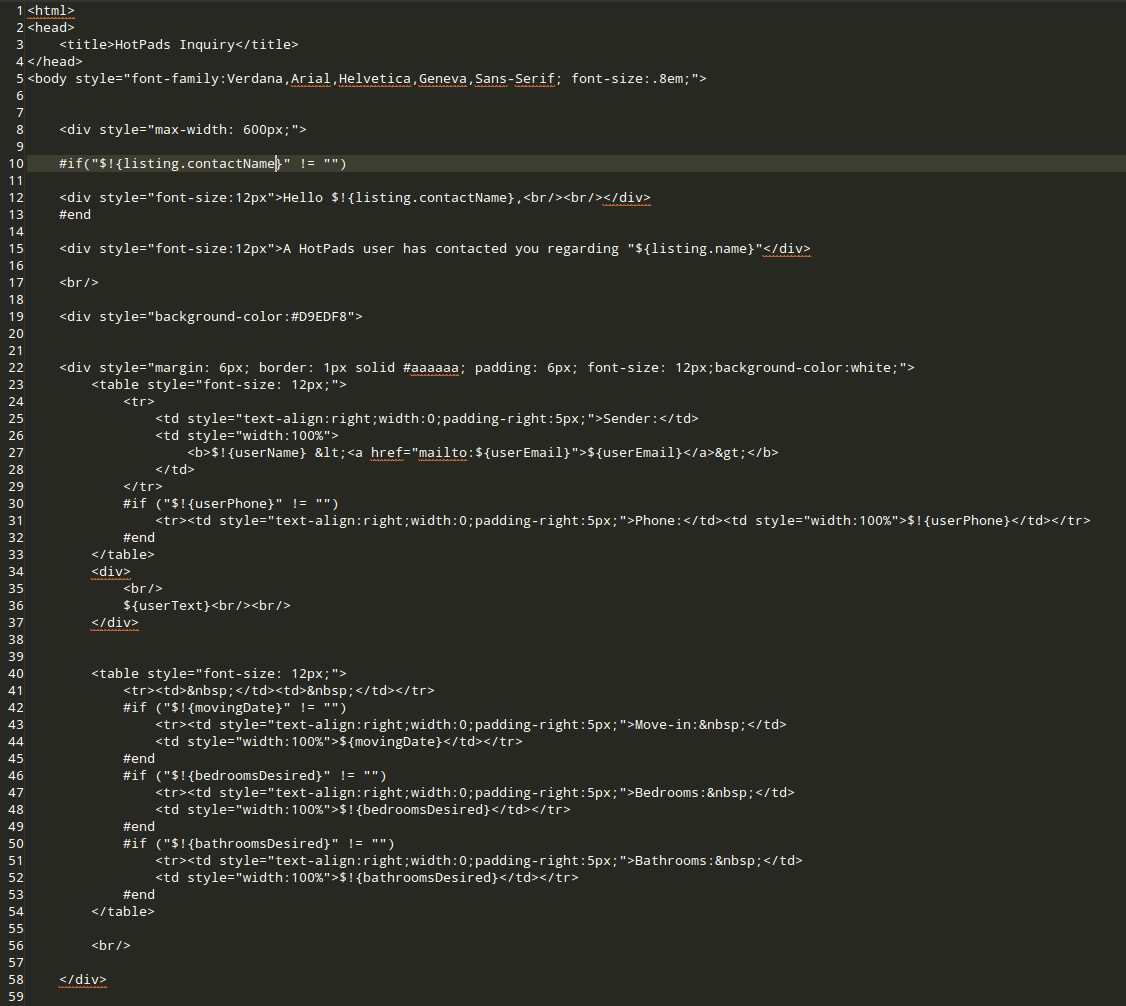 1 <html>
2 <head>
3     <title>HotPads Inquiry</title>
4 </head>
5 <body style="font-family:Verdana,Arial,Helvetica,Geneva,Sans-Serif; font-size:.8em;">
6
7
8     <div style="max-width: 600px;">
9
10     #if("$!{listing.contactName}" != "")
11
12     <div style="font-size:12px">Hello $!{listing.contactName},<br/><br/></div>
13     #end
14
15     <div style="font-size:12px">A HotPads user has contacted you regarding "${listing.name}"</div>
16
17     <br/>
18
19     <div style="background-color:#D9EDF8">
20
21
22     <div style="margin: 6px; border: 1px solid #aaaaaa; padding: 6px; font-size: 12px;background-color:white;">
23         <table style="font-size: 12px;">
24             <tr>
25                 <td style="text-align:right;width:0;padding-right:5px;">Sender:</td>
26                 <td style="width:100%">
27                     <b>$!{userName} &lt;<a href="mailto:${userEmail}">${userEmail}</a>&gt;</b>
28                 </td>
29             </tr>
30             #if ("$!{userPhone}" != "")
31                 <tr><td style="text-align:right;width:0;padding-right:5px;">Phone:</td><td style="width:100%">$!{userPhone}</td></tr>
32             #end
33         </table>
34         <div>
35             <br/>
36             ${userText}<br/><br/>
37         </div>
38
39
40         <table style="font-size: 12px;">
41             <tr><td>&nbsp;</td><td>&nbsp;</td></tr>
42             #if ("$!{movingDate}" != "")
43                 <tr><td style="text-align:right;width:0;padding-right:5px;">Move-in:&nbsp;</td>
44                 <td style="width:100%">${movingDate}</td></tr>
45             #end
46             #if ("$!{bedroomsDesired}" != "")
47                 <tr><td style="text-align:right;width:0;padding-right:5px;">Bedrooms:&nbsp;</td>
48                 <td style="width:100%">$!{bedroomsDesired}</td></tr>
49             #end
50             #if ("$!{bathroomsDesired}" != "")
51                 <tr><td style="text-align:right;width:0;padding-right:5px;">Bathrooms:&nbsp;</td>
52                 <td style="width:100%">$!{bathroomsDesired}</td></tr>
53             #end
54         </table>
55
56         <br/>
57
58     </div>
59